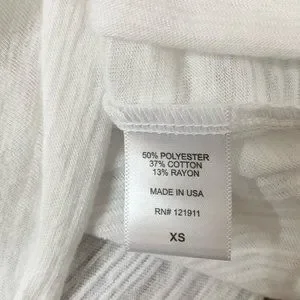 50% POLYESTER
37% COTTON
13% RAYON
MADE IN USA
RN# 121911
XS